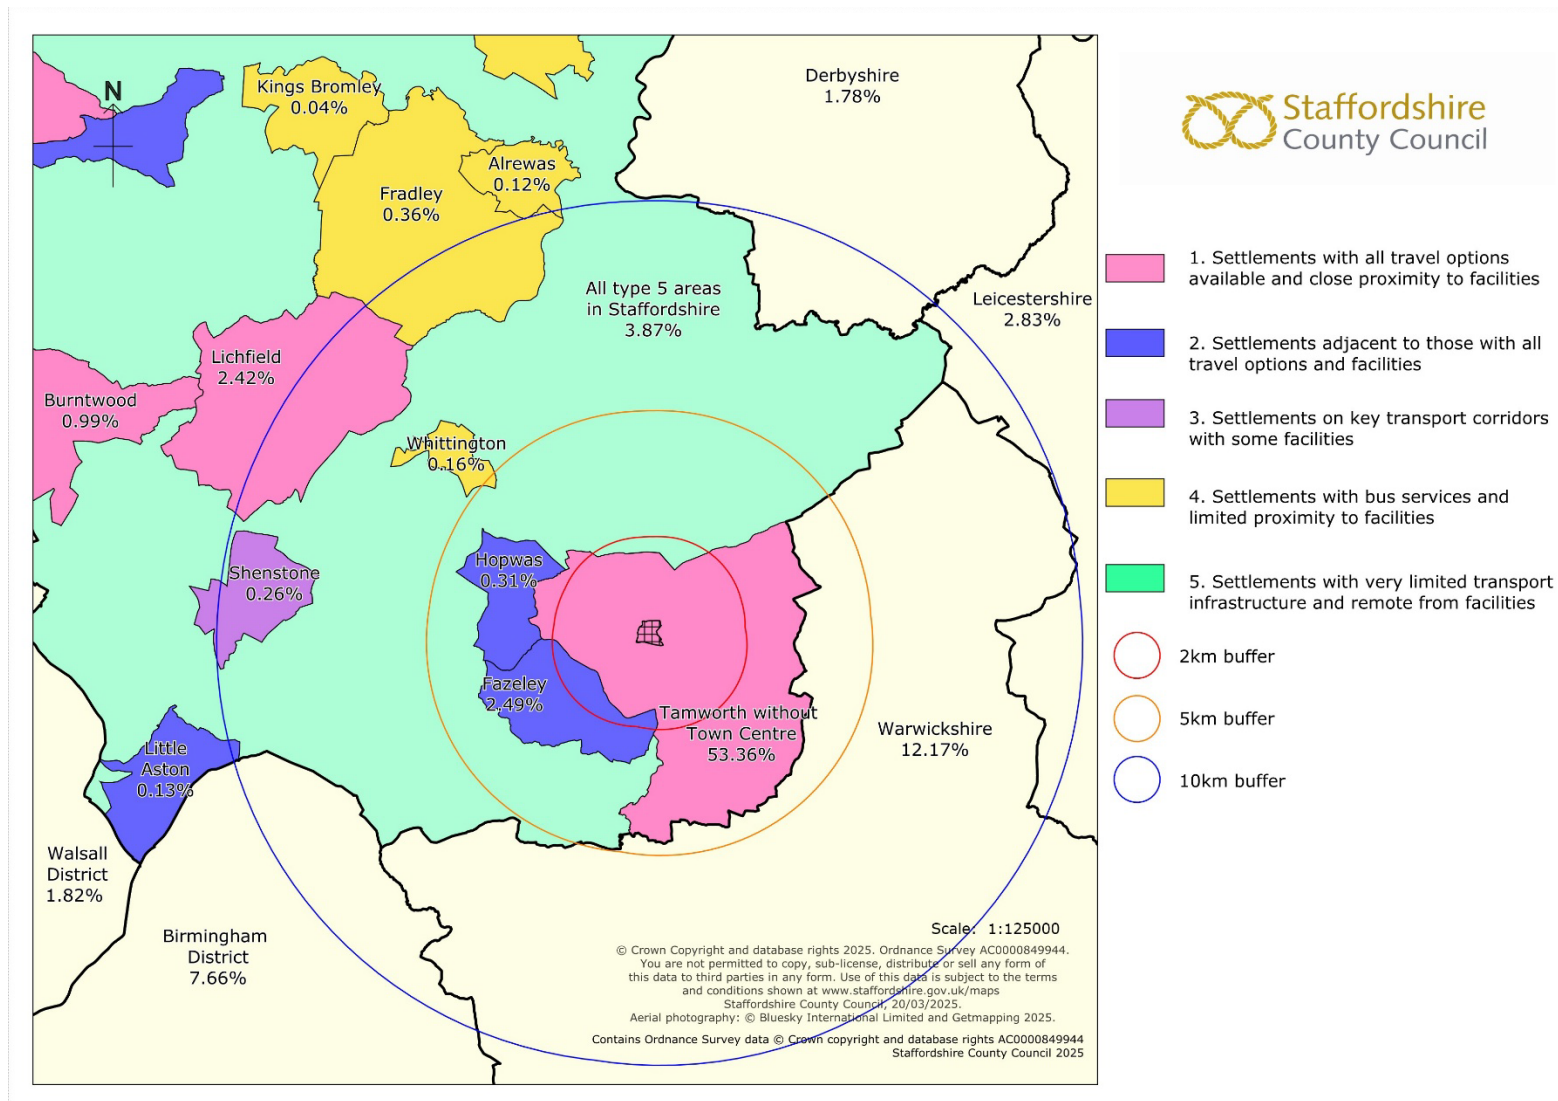 N
Kings Bromley
0.04%
Alrewas
0.12%
Fradley
0.36%
Derbyshire
1.78%
Leicestershire
2.83%
All type 5 areas
in Staffordshire
3.87%
Lichfield
2.42%
Burntwood
0.99%
Whittington
0.16%
Shenstone
0.26%
Hopwas
0.31%
Fazeley
2.49%
Tamworth without
Town Centre
53.36%
Warwickshire
12.17%
Little
Aston
0.13%
Walsall
District
1.82%
Birmingham
District
7.66%
Scale: 1:125000
© Crown Copyright and database rights 2025. Ordnance Survey AC0000849944.
You are not permitted to copy, sub-license, distribute or sell any form of
this data to third parties in any form. Use of this data is subject to the terms
and conditions shown at www.staffordshire.gov.uk/maps
Staffordshire County Council, 20/03/2025.
Aerial photography: © Bluesky International Limited and Getmapping 2025.
Contains Ordnance Survey data © Crown copyright and database rights AC0000849944
Staffordshire County Council 2025
Staffordshire
County Council
1. Settlements with all travel options
available and close proximity to facilities
2. Settlements adjacent to those with all
travel options and facilities
3. Settlements on key transport corridors
with some facilities
4. Settlements with bus services and
limited proximity to facilities
5. Settlements with very limited transport
infrastructure and remote from facilities
2km buffer
5km buffer
10km buffer